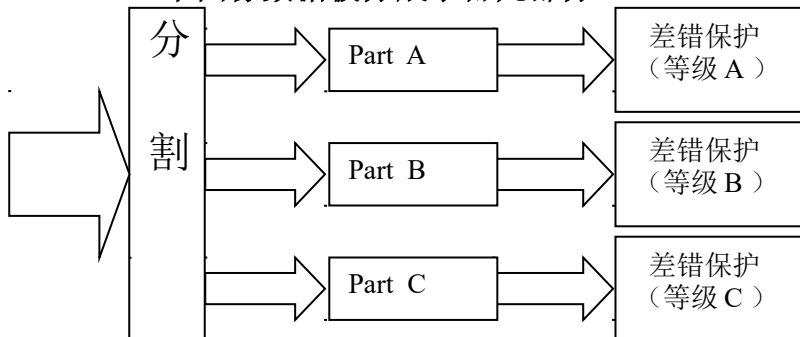 分
割
Part A
差错保护
（等级 A ）
Part B
差错保护
（等级 B ）
Part C
差错保护
（等级 C ）